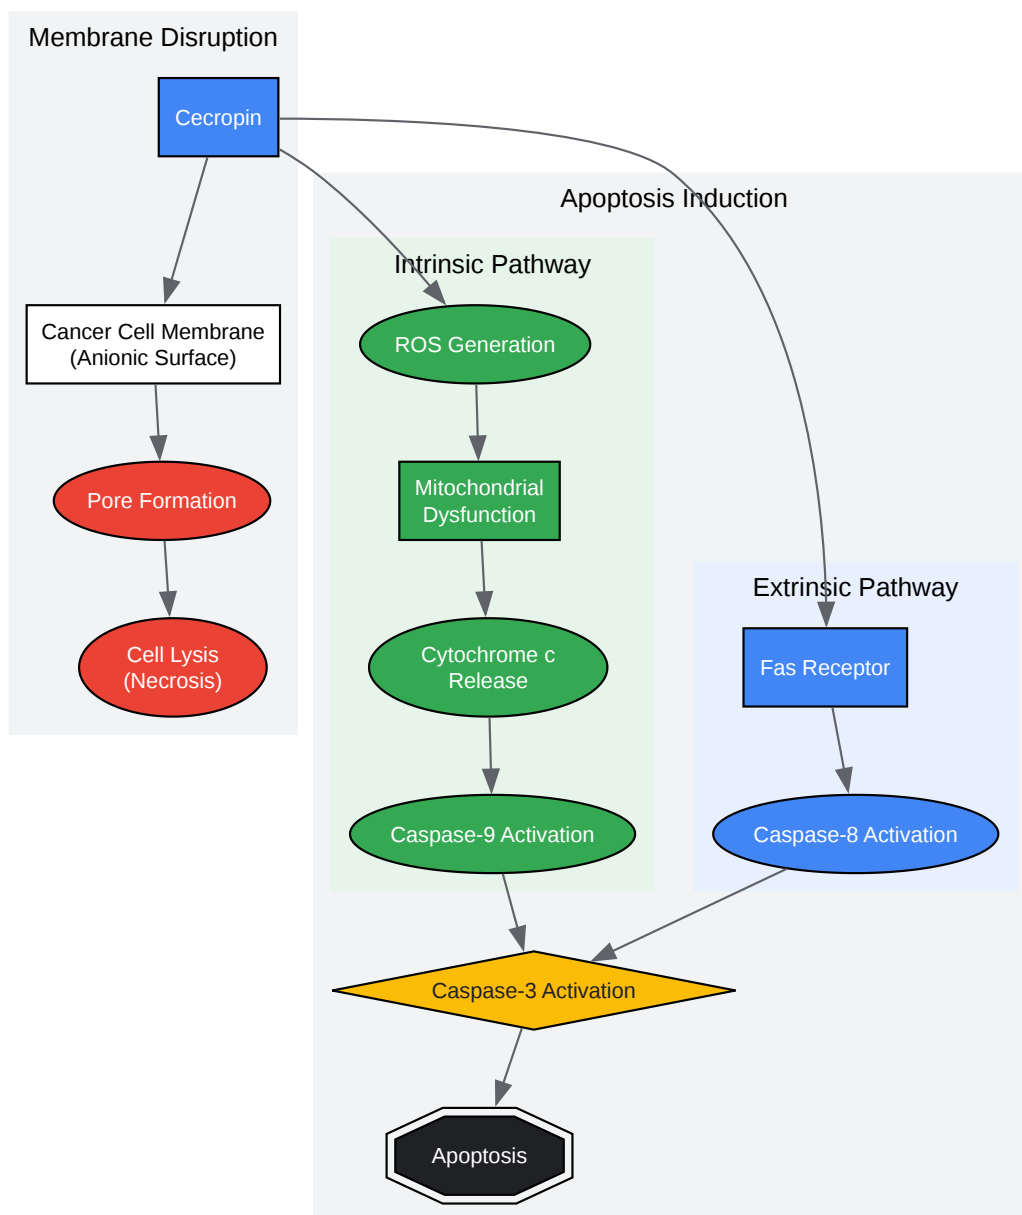 Membrane Disruption
Cecropin
Cancer Cell Membrane
(Anionic Surface)
Pore Formation
Cell Lysis
(Necrosis)
Apoptosis Induction
Intrinsic Pathway
ROS Generation
Mitochondrial
Dysfunction
Cytochrome c
Release
Caspase-9 Activation
Extrinsic Pathway
Fas Receptor
Caspase-8 Activation
Caspase-3 Activation
Apoptosis